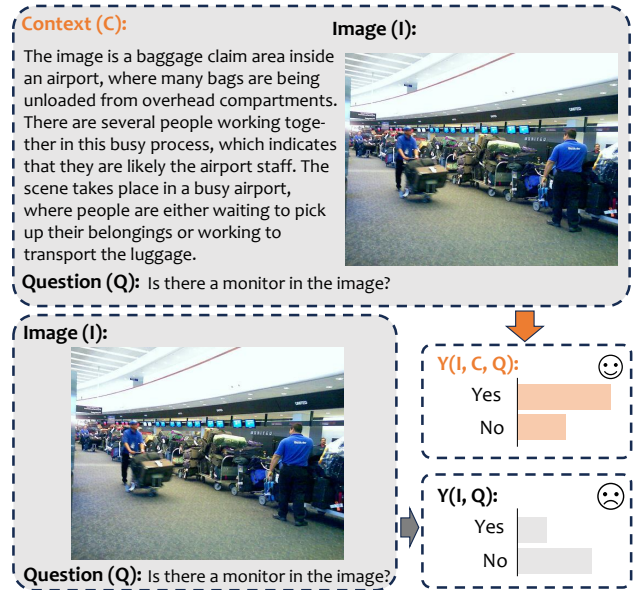 Context (C):
Image (I):
The image is a baggage claim area inside
an airport, where many bags are being
unloaded from overhead compartments.
There are several people working toge-
ther in this busy process, which indicates
that they are likely the airport staff. The
scene takes place in a busy airport,
where people are either waiting to pick
up their belongings or working to
transport the luggage.
UNITED
Question (Q): Is there a monitor in the image?
Image (I):
UNITED
Question (Q): Is there a monitor in the image?
Y(I, C, Q):
Yes
No
Y(I, Q):
Yes
No